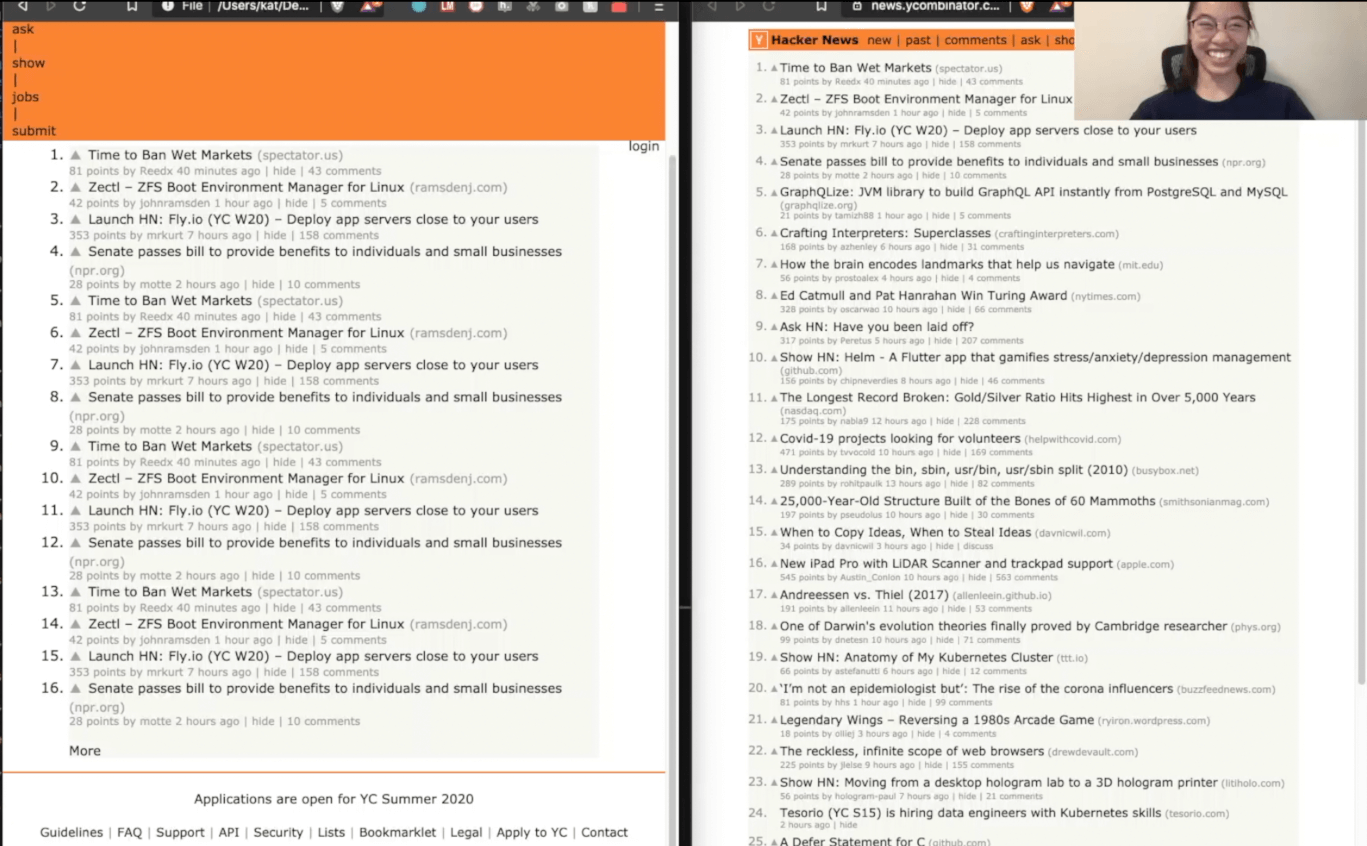 File | /Users/kat/De...
ask
|
show
|
jobs
|
submit
login
1. ▲ Time to Ban Wet Markets (spectator.us)
81 points by Reedx 40 minutes ago | hide | 43 comments
2. ▲ Zectl – ZFS Boot Environment Manager for Linux (ramsdenj.com)
42 points by johnramsden 1 hour ago | hide | 5 comments
3. ▲ Launch HN: Fly.io (YC W20) – Deploy app servers close to your users
353 points by mrkurt 7 hours ago | hide | 158 comments
4. ▲ Senate passes bill to provide benefits to individuals and small businesses
(npr.org)
28 points by motte 2 hours ago | hide | 10 comments
5. ▲ Time to Ban Wet Markets (spectator.us)
81 points by Reedx 40 minutes ago | hide | 43 comments
6. ▲ Zectl – ZFS Boot Environment Manager for Linux (ramsdenj.com)
42 points by johnramsden 1 hour ago | hide | 5 comments
7. ▲ Launch HN: Fly.io (YC W20) – Deploy app servers close to your users
353 points by mrkurt 7 hours ago | hide | 158 comments
8. ▲ Senate passes bill to provide benefits to individuals and small businesses
(npr.org)
28 points by motte 2 hours ago | hide | 10 comments
9. ▲ Time to Ban Wet Markets (spectator.us)
81 points by Reedx 40 minutes ago | hide | 43 comments
10. ▲ Zectl – ZFS Boot Environment Manager for Linux (ramsdenj.com)
42 points by johnramsden 1 hour ago | hide | 5 comments
11. ▲ Launch HN: Fly.io (YC W20) – Deploy app servers close to your users
353 points by mrkurt 7 hours ago | hide | 158 comments
12. ▲ Senate passes bill to provide benefits to individuals and small businesses
(npr.org)
28 points by motte 2 hours ago | hide | 10 comments
13. ▲ Time to Ban Wet Markets (spectator.us)
81 points by Reedx 40 minutes ago | hide | 43 comments
14. ▲ Zectl – ZFS Boot Environment Manager for Linux (ramsdenj.com)
42 points by johnramsden 1 hour ago | hide | 5 comments
15. ▲ Launch HN: Fly.io (YC W20) – Deploy app servers close to your users
353 points by mrkurt 7 hours ago | hide | 158 comments
16. ▲ Senate passes bill to provide benefits to individuals and small businesses
(npr.org)
28 points by motte 2 hours ago | hide | 10 comments
More
Applications are open for YC Summer 2020
Guidelines | FAQ | Support | API | Security | Lists | Bookmarklet | Legal | Apply to YC | Contact
news.ycombinator.c...
Y Hacker News new | past | comments | ask | sho
1. ▲ Time to Ban Wet Markets (spectator.us)
81 points by Reedx 40 minutes ago | hide | 43 comments
2. ▲ Zectl – ZFS Boot Environment Manager for Linux
42 points by johnramsden 1 hour ago | hide | 5 comments
3. ▲ Launch HN: Fly.io (YC W20) – Deploy app servers close to your users
353 points by mrkurt 7 hours ago | hide | 158 comments
4. ▲ Senate passes bill to provide benefits to individuals and small businesses (npr.org)
28 points by motte 2 hours ago | hide | 10 comments
5. ▲ GraphQLize: JVM library to build GraphQL API instantly from PostgreSQL and MySQL
(graphqlize.org)
21 points by tamizh88 1 hour ago | hide | 5 comments
6. ▲ Crafting Interpreters: Superclasses (craftinginterpreters.com)
168 points by azhenley 6 hours ago | hide | 31 comments
7. ▲ How the brain encodes landmarks that help us navigate (mit.edu)
56 points by prostoalex 4 hours ago | hide | 4 comments
8. ▲ Ed Catmull and Pat Hanrahan Win Turing Award (nytimes.com)
328 points by oscarwao 10 hours ago | hide | 66 comments
9. ▲ Ask HN: Have you been laid off?
317 points by Peretus 5 hours ago | hide | 207 comments
10. ▲ Show HN: Helm - A Flutter app that gamifies stress/anxiety/depression management
(github.com)
156 points by chipneverdies 8 hours ago | hide | 46 comments
11. ▲ The Longest Record Broken: Gold/Silver Ratio Hits Highest in Over 5,000 Years
(nasdaq.com)
175 points by nabla9 12 hours ago | hide | 228 comments
12. ▲ Covid-19 projects looking for volunteers (helpwithcovid.com)
471 points by tvvocold 10 hours ago | hide | 169 comments
13. ▲ Understanding the bin, sbin, usr/bin, usr/sbin split (2010) (busybox.net)
289 points by rohitpaulk 13 hours ago | hide | 82 comments
14. ▲ 25,000-Year-Old Structure Built of the Bones of 60 Mammoths (smithsonianmag.com)
197 points by pseudolus 10 hours ago | hide | 30 comments
15. ▲ When to Copy Ideas, When to Steal Ideas (davnicwil.com)
34 points by davnicwil 3 hours ago | hide | discuss
16. ▲ New iPad Pro with LiDAR Scanner and trackpad support (apple.com)
545 points by Austin_Conlon 10 hours ago | hide | 563 comments
17. ▲ Andreessen vs. Thiel (2017) (allenleein.github.io)
191 points by allenleein 11 hours ago | hide | 53 comments
18. ▲ One of Darwin's evolution theories finally proved by Cambridge researcher (phys.org)
99 points by dnetesn 10 hours ago | hide | 71 comments
19. ▲ Show HN: Anatomy of My Kubernetes Cluster (ttt.io)
66 points by astefanutti 6 hours ago | hide | 12 comments
20. ▲ ‘I'm not an epidemiologist but’: The rise of the corona influencers (buzzfeednews.com)
81 points by hhs 1 hour ago | hide | 99 comments
21. ▲ Legendary Wings – Reversing a 1980s Arcade Game (ryiron.wordpress.com)
18 points by olliej 3 hours ago | hide | 4 comments
22. ▲ The reckless, infinite scope of web browsers (drewdevault.com)
225 points by jlelse 9 hours ago | hide | 155 comments
23. ▲ Show HN: Moving from a desktop hologram lab to a 3D hologram printer (litiholo.com)
56 points by hologram-paul 7 hours ago | hide | 21 comments
24. Tesorio (YC S15) is hiring data engineers with Kubernetes skills (tesorio.com)
2 hours ago | hide
25. ▲ A Defer Statement for C (github.com)